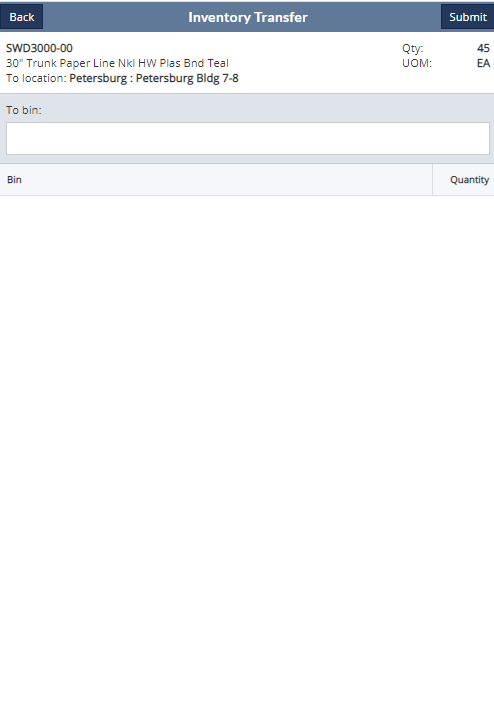 Back Inventory Transfer Submit
SWD3000-00 Qty: 45
30" Trunk Paper Line Nkl HW Plas Bnd Teal UOM: EA
To location: Petersburg : Petersburg Bldg 7-8
To bin:
Bin Quantity